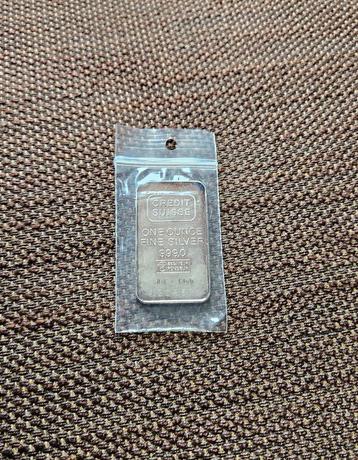 CREDIT
SUISSE
ONE OUNCE
FINE SILVER
999.0